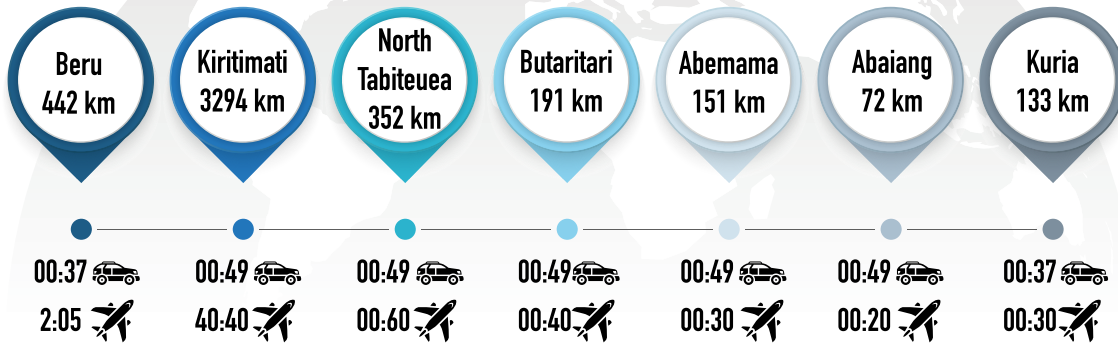 Beru
442 km
Kiritimati
3294 km
North
Tabiteuea
352 km
Butaritari
191 km
Abemama
151 km
Abaiang
72 km
Kuria
133 km
00:37
00:49
00:49
00:49
00:49
00:49
00:37
2:05
40:40
00:60
00:40
00:30
00:20
00:30